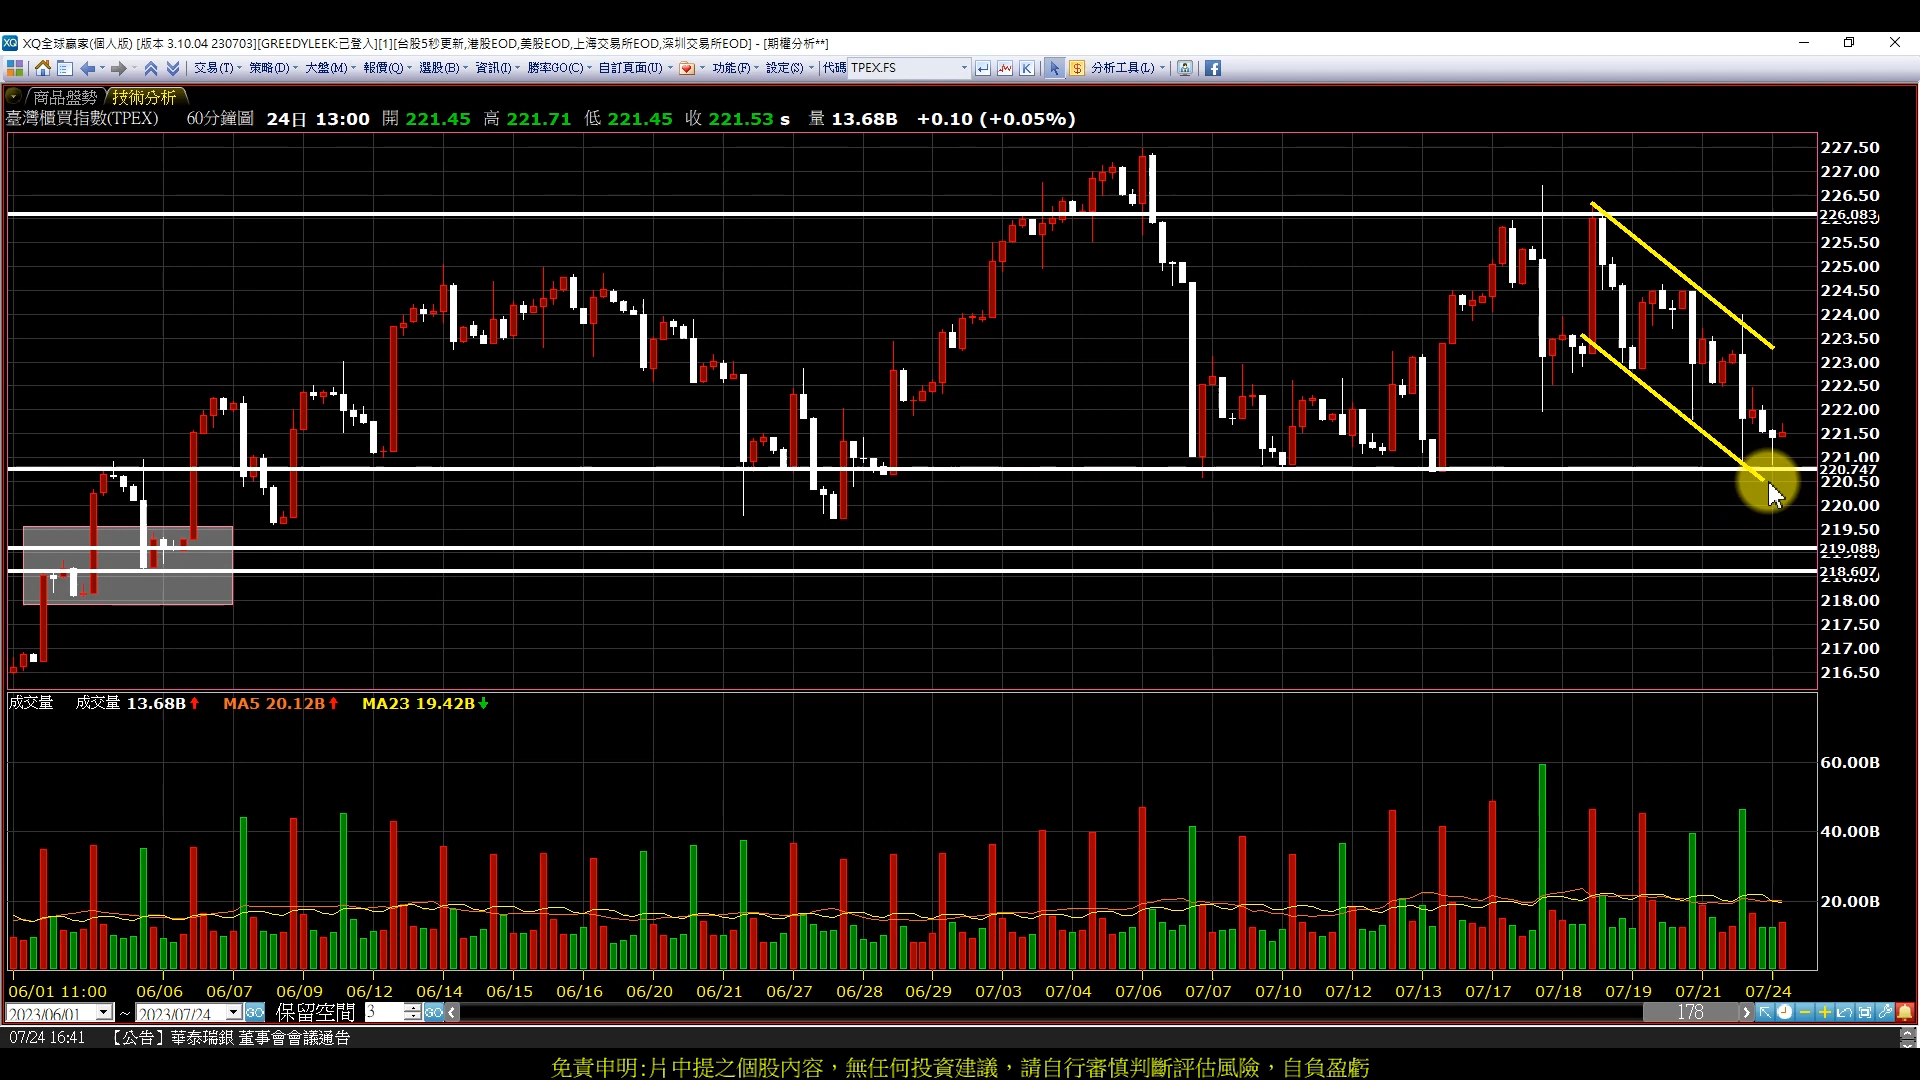 XQ全球贏家(個人版) [版本 3.10.04 230703][GREEDYLEEK:已登入][1][台股5秒更新,港股EOD,美股EOD,上海交易所EOD,深圳交易所EOD] - [期權分析**]
交易(T) 策略(D) 大盤(M) 報價(Q) 選股(B) 資訊(I) 勝率GO(C) 自訂頁面(U) 功能(F) 設定(S) 代碼 TPEX.FS K $ 分析工具(L)
商品盤勢 技術分析
臺灣櫃買指數(TPEX) 60分鐘圖 24日 13:00 開 221.45 高 221.71 低 221.45 收 221.53 s 量 13.68B +0.10 (+0.05%)
227.50
227.00
226.50
226.083
225.50
225.00
224.50
224.00
223.50
223.00
222.50
222.00
221.50
221.00
220.747
220.50
220.00
219.50
219.088
218.607
218.00
217.50
217.00
216.50
成交量 成交量 13.68B MA5 20.12B MA23 19.42B
60.00B
40.00B
20.00B
06/01 11:00 06/06 06/07 06/09 06/12 06/14 06/15 06/16 06/20 06/21 06/27 06/28 06/29 07/03 07/04 07/06 07/07 07/10 07/12 07/13 07/17 07/18 07/19 07/21 07/24
2023/06/01 ~ 2023/07/24 GO 保留空間 3 GO 178
07/24 16:41 【公告】華泰瑞銀 董事會會議通告
免責申明:片中提之個股內容，無任何投資建議，請自行審慎判斷評估風險，自負盈虧